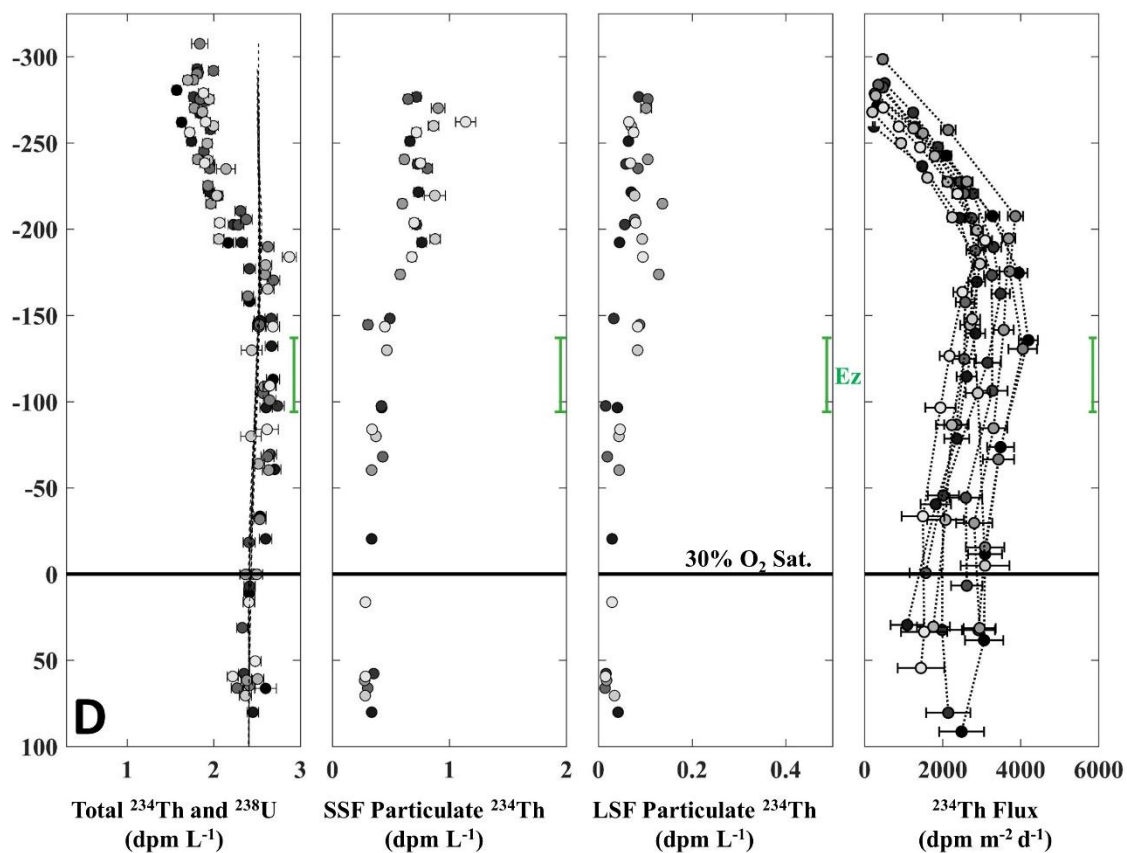 -300
-250
-200
-150
-100
-50
0
50
100
Ez
30% O₂ Sat.
D
1 2 3
0 1 2
0 0.2 0.4
0 2000 4000 6000
Total ²³⁴Th and ²³⁸U
(dpm L⁻¹)
SSF Particulate ²³⁴Th
(dpm L⁻¹)
LSF Particulate ²³⁴Th
(dpm L⁻¹)
²³⁴Th Flux
(dpm m⁻² d⁻¹)